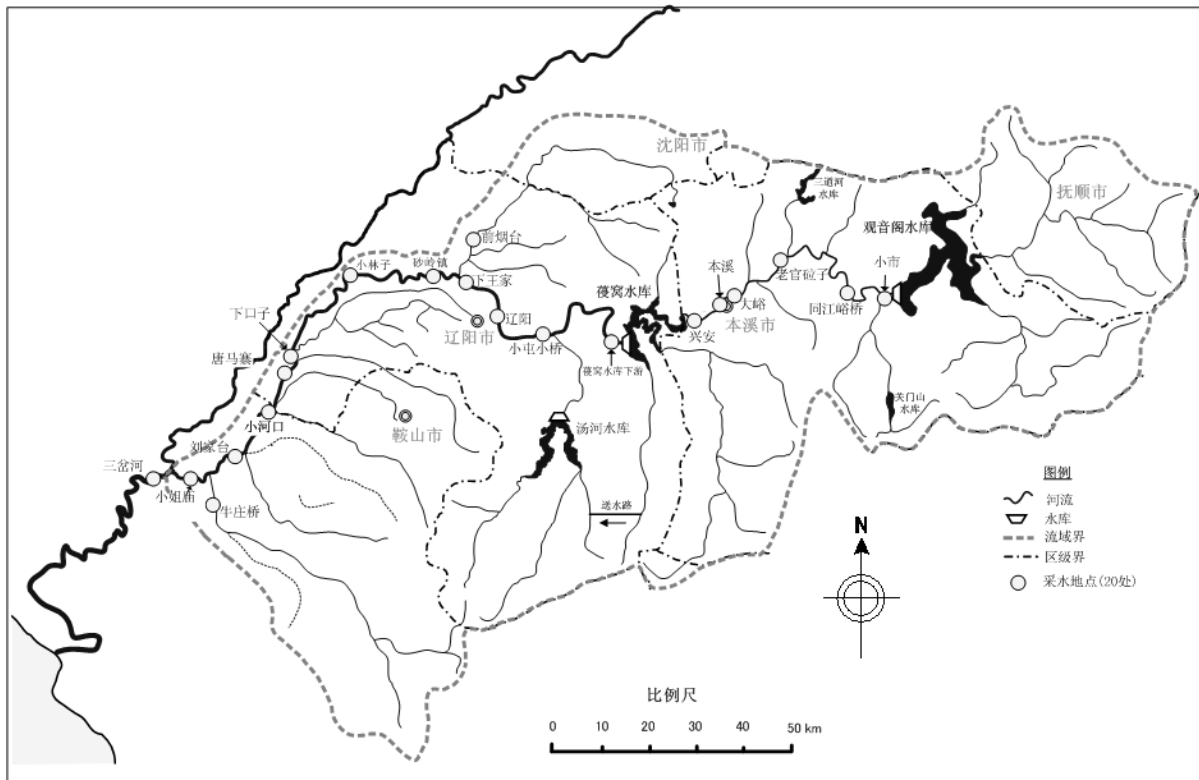 沈阳市
三道河
水库
抚顺市
观音阁水库
前烟台
小林子
砂岭镇
下王家
老官砬子
小市
本溪
大峪
同江峪桥
葠窝水库
本溪市
兴安
下口子
辽阳
辽阳市
小屯小桥
葠窝水库下游
唐马寨
关门山
水库
小河口
鞍山市
汤河水库
刘家台
三岔河
小姐庙
牛庄桥
送水路
图例
河流
水库
流域界
区级界
采水地点(20处)
N
比例尺
0 10 20 30 40 50 km